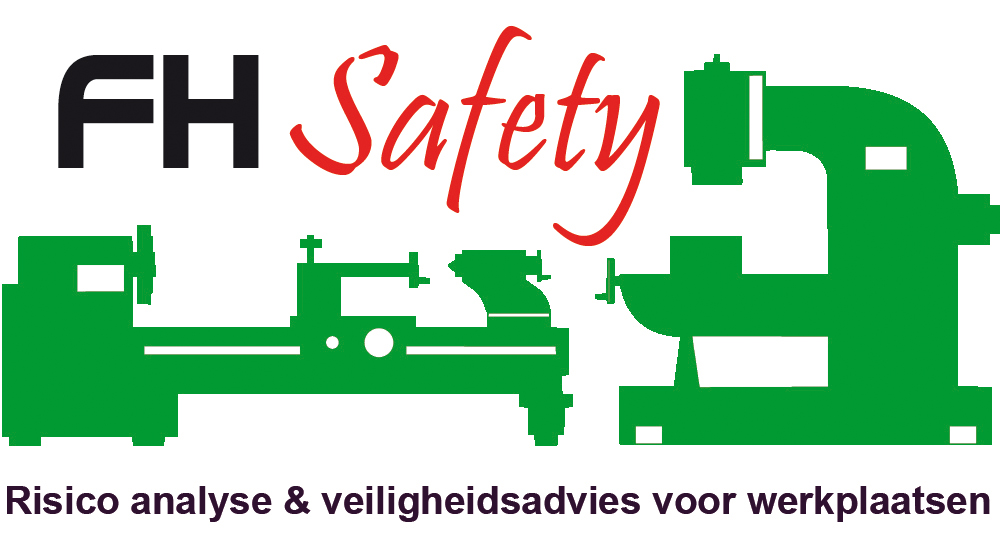 FH Safety
Risico analyse & veiligheidsadvies voor werkplaatsen